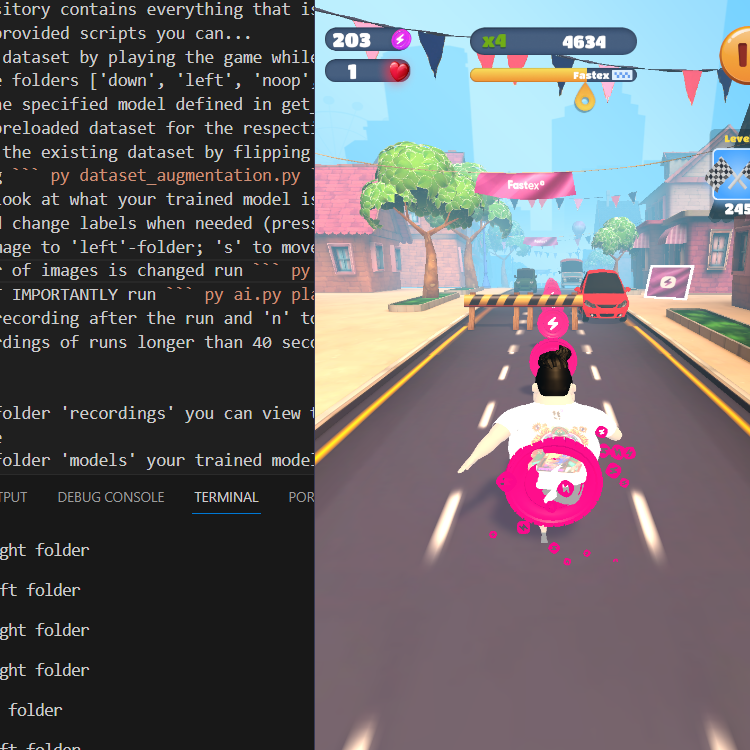 sitory contains everything that is
provided scripts you can...
dataset by playing the game while
e folders ['down', 'left', 'noop',
he specified model defined in get_
preloaded dataset for the respecti
the existing dataset by flipping
g ``` py dataset_augmentation.py
look at what your trained model is
d change labels when needed (press
mage to 'left'-folder; 's' to move
r of images is changed run ``` py
T IMPORTANTLY run ``` py ai.py pla
recording after the run and 'n' to
rdings of runs longer than 40 seco
folder 'recordings' you can view t
e
folder 'models' your trained model
TPUT DEBUG CONSOLE TERMINAL POR
ght folder
ft folder
ght folder
ght folder
folder
ft folder
203
x4 4634
1
Fastex
Leve
245
Fastex